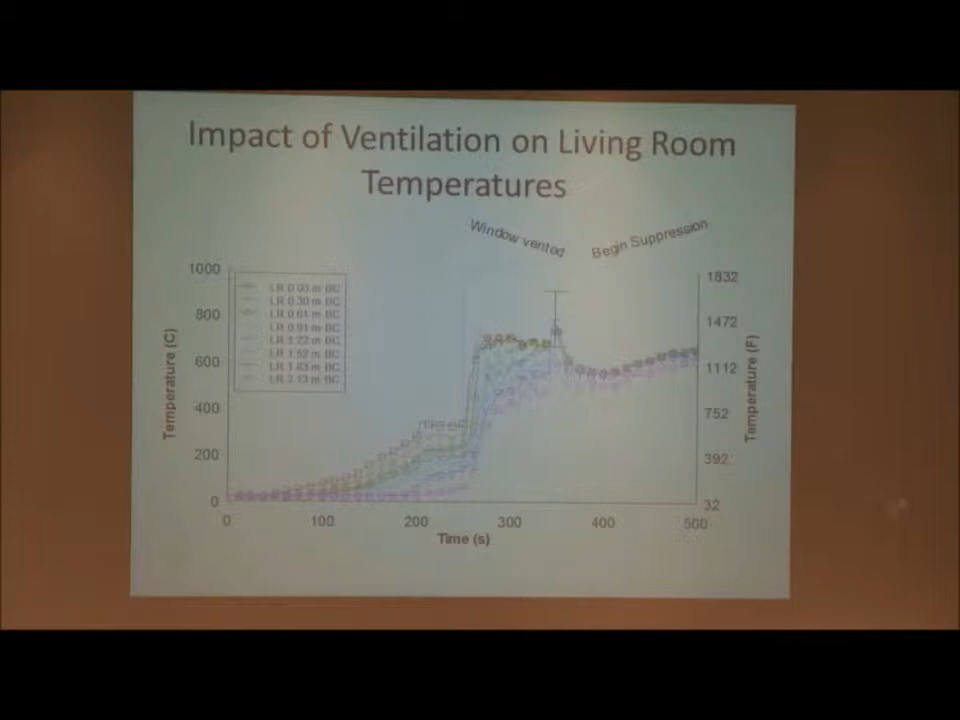 Impact of Ventilation on Living Room
Temperatures
Window vented
Begin Suppression
1000
800
600
400
200
0
Temperature (C)
LR 0.03 m BC
LR 0.30 m BC
LR 0.61 m BC
LR 0.91 m BC
LR 1.22 m BC
LR 1.52 m BC
LR 1.83 m BC
LR 2.13 m BC
1832
1472
1112
752
392
32
Temperature (F)
0 100 200 300 400 500
Time (s)